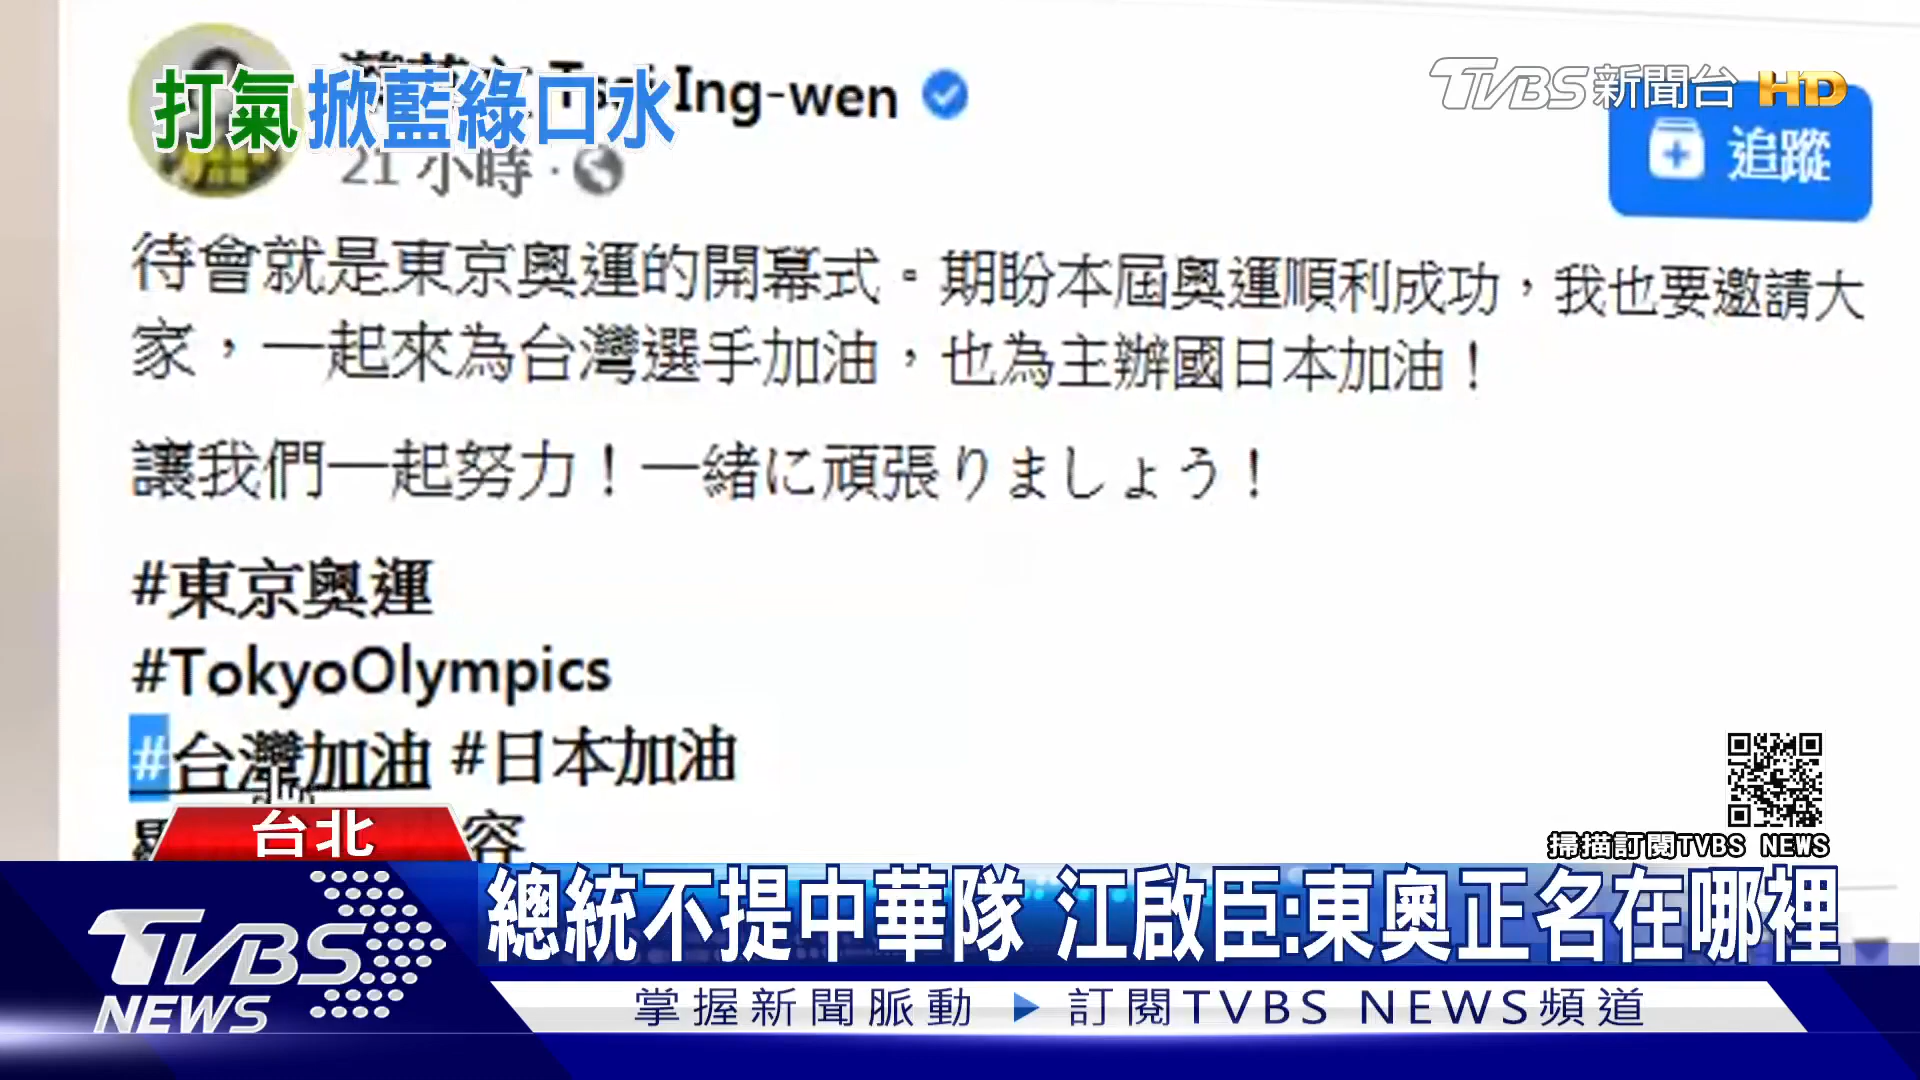 打氣 掀藍綠口水
Ing-wen
TVBS新聞台 HD
21 小時
追蹤
待會就是東京奧運的開幕式。期盼本屆奧運順利成功，我也要邀請大
家，一起來為台灣選手加油，也為主辦國日本加油！
讓我們一起努力！一緒に頑張りましょう！
#東京奧運
#TokyoOlympics
#台灣加油 #日本加油
容
掃描訂閱TVBS NEWS
台北
總統不提中華隊 江啟臣:東奧正名在哪裡
TVBS NEWS
掌握新聞脈動 ▶ 訂閱TVBS NEWS頻道